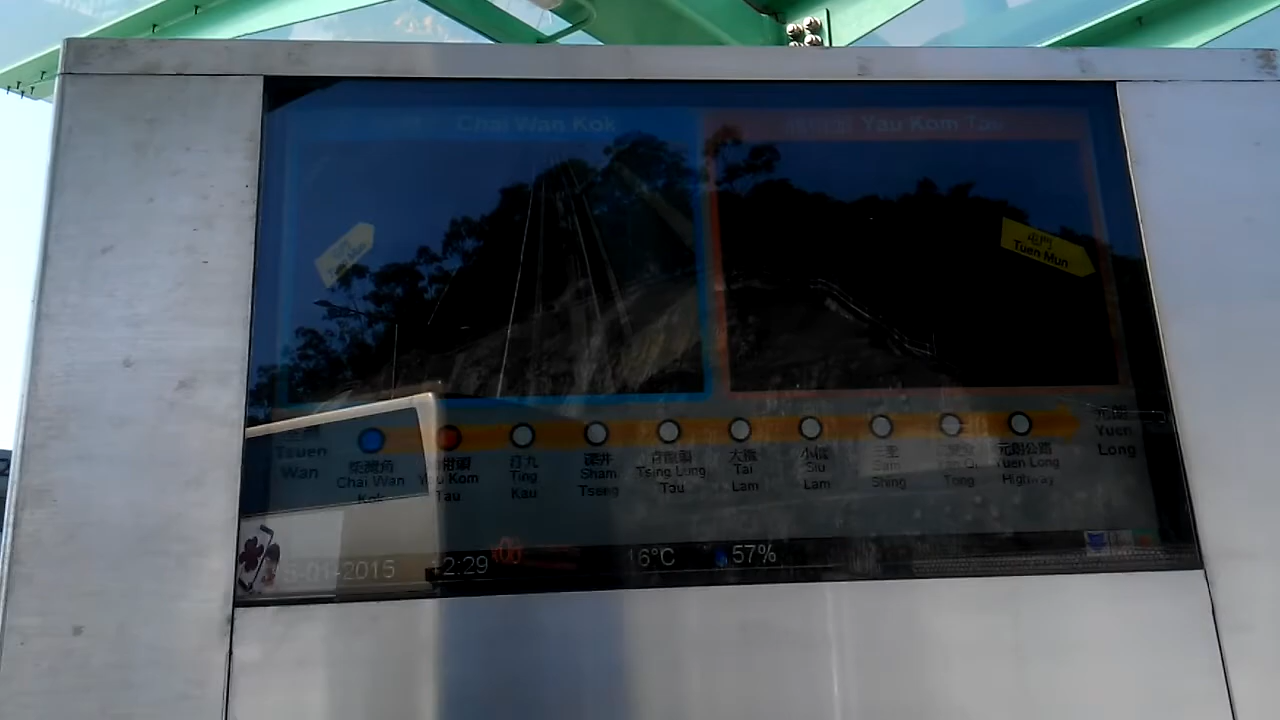 Chai Wan Kok
Yau Kom Tau
屯門
Tuen Mun
Tsuen
Wan
柴灣角
Chai Wan
Kok
Kom
Tau
汀九
Ting
Kau
深井
Sham
Tseng
青龍頭
Tsing Lung
Tau
大欖
Tai
Lam
小欖
Siu
Lam
三聖
Sam
Shing
Tong
元朗公路
Yuen Long
Highway
元朗
Yuen
Long
-01-2015
2:29
16°C
57%